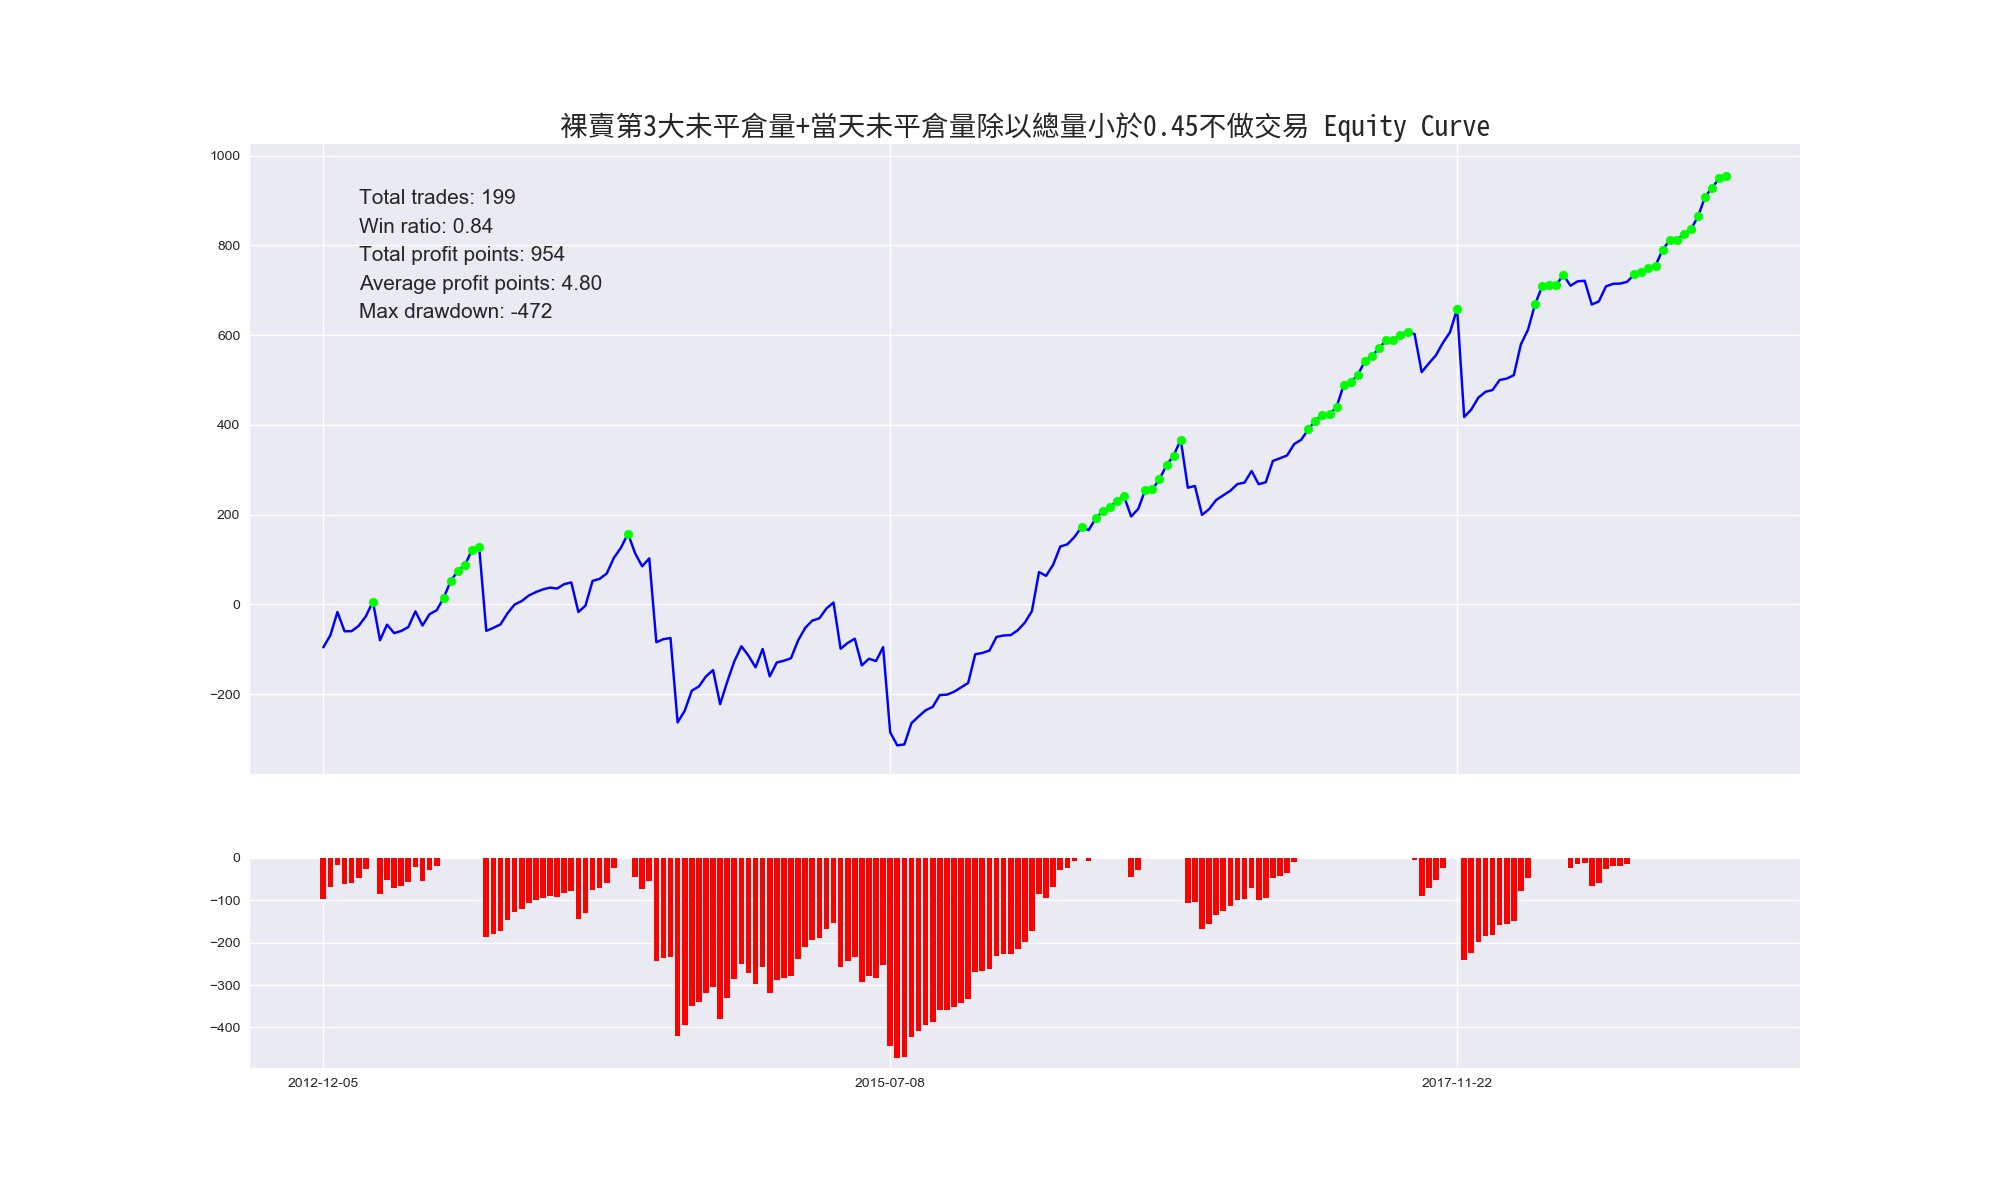 裸賣第3大未平倉量+當天未平倉量除以總量小於0.45不做交易 Equity Curve
1000
800
600
400
200
0
−200
Total trades: 199
Win ratio: 0.84
Total profit points: 954
Average profit points: 4.80
Max drawdown: -472
0
−100
−200
−300
−400
2012-12-05
2015-07-08
2017-11-22